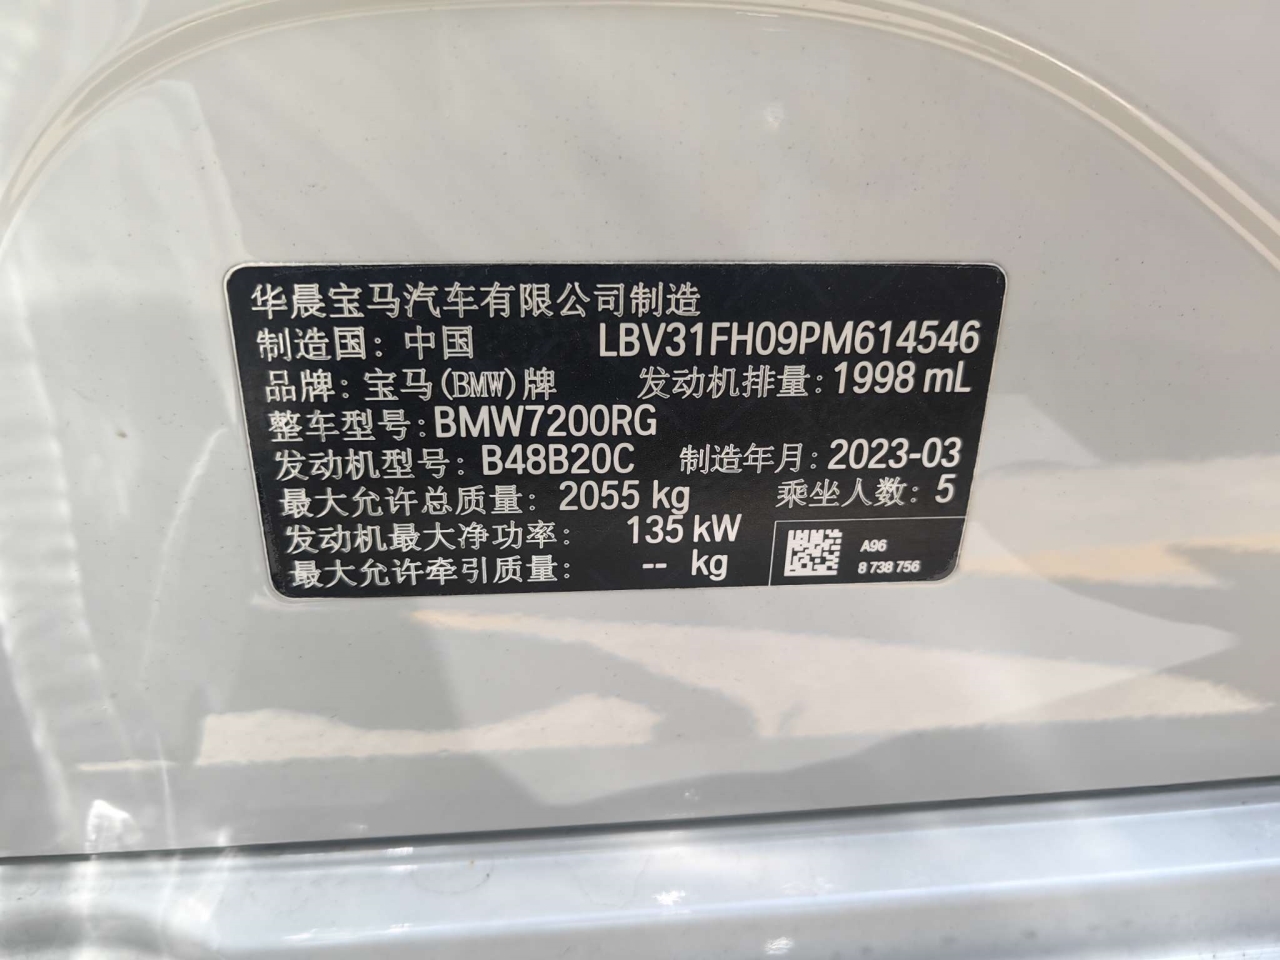 华晨宝马汽车有限公司制造
制造国：中国 LBV31FH09PM614546
品牌：宝马(BMW)牌 发动机排量：1998 mL
整车型号：BMW7200RG
发动机型号：B48B20C 制造年月：2023-03
最大允许总质量：2055 kg 乘坐人数：5
发动机最大净功率：135 kW
最大允许牵引质量：-- kg
A96
8 738 756